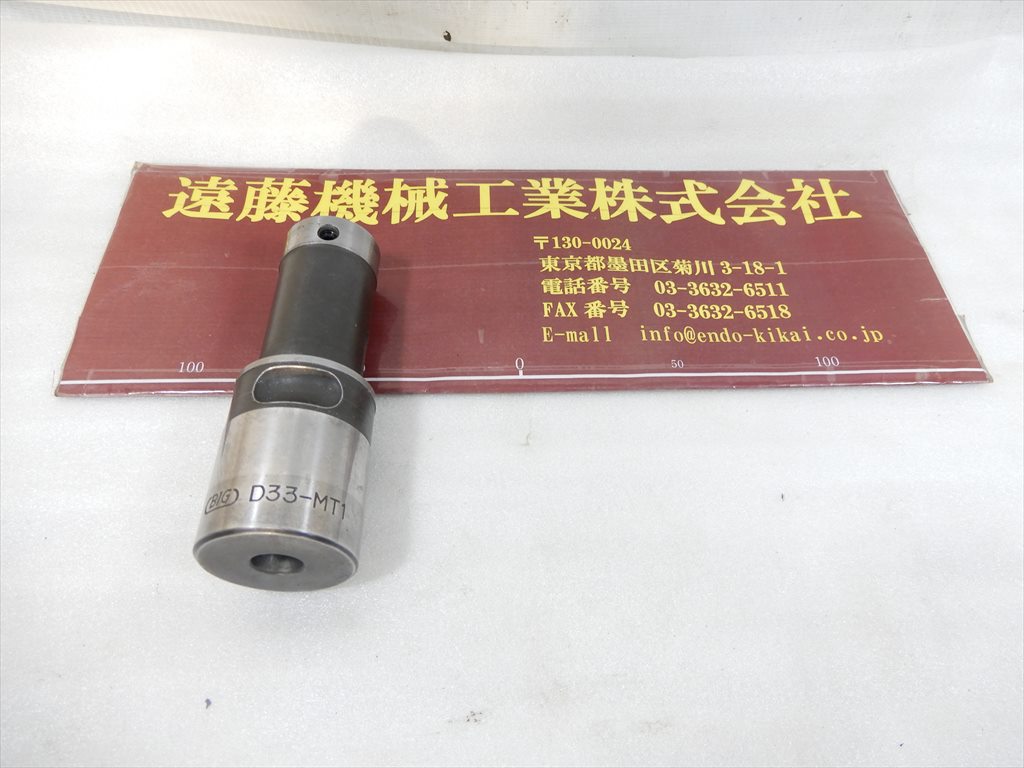 遠藤機械工業株式会社
〒130-0024
東京都墨田区菊川 3-18-1
電話番号 03-3632-6511
FAX 番号 03-3632-6518
E-mall info@endo-kikai.co.jp
100 0 50 100
BIG D33-MT1